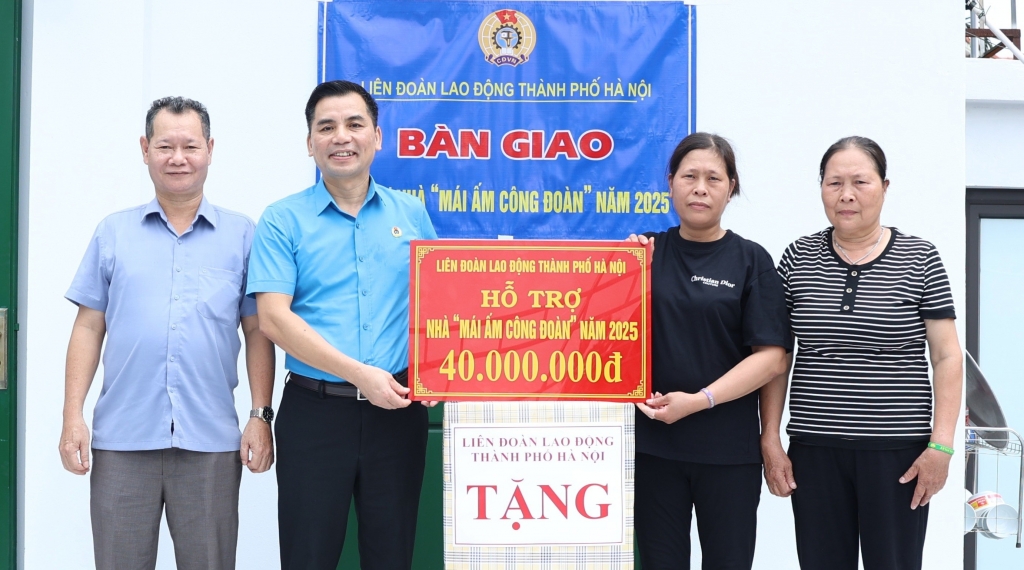 CĐVN
LIÊN ĐOÀN LAO ĐỘNG THÀNH PHỐ HÀ NỘI
BÀN GIAO
NHÀ “MÁI ẤM CÔNG ĐOÀN” NĂM 2025
LIÊN ĐOÀN LAO ĐỘNG THÀNH PHỐ HÀ NỘI
HỖ TRỢ
NHÀ “MÁI ẤM CÔNG ĐOÀN” NĂM 2025
40.000.000đ
LIÊN ĐOÀN LAO ĐỘNG
THÀNH PHỐ HÀ NỘI
TẶNG
Christian Dior